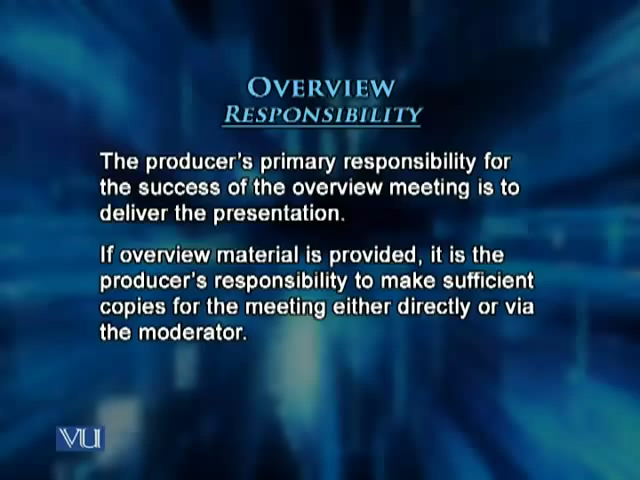 OVERVIEW
RESPONSIBILITY
The producer's primary responsibility for
the success of the overview meeting is to
deliver the presentation.
If overview material is provided, it is the
producer's responsibility to make sufficient
copies for the meeting either directly or via
the moderator.
VU